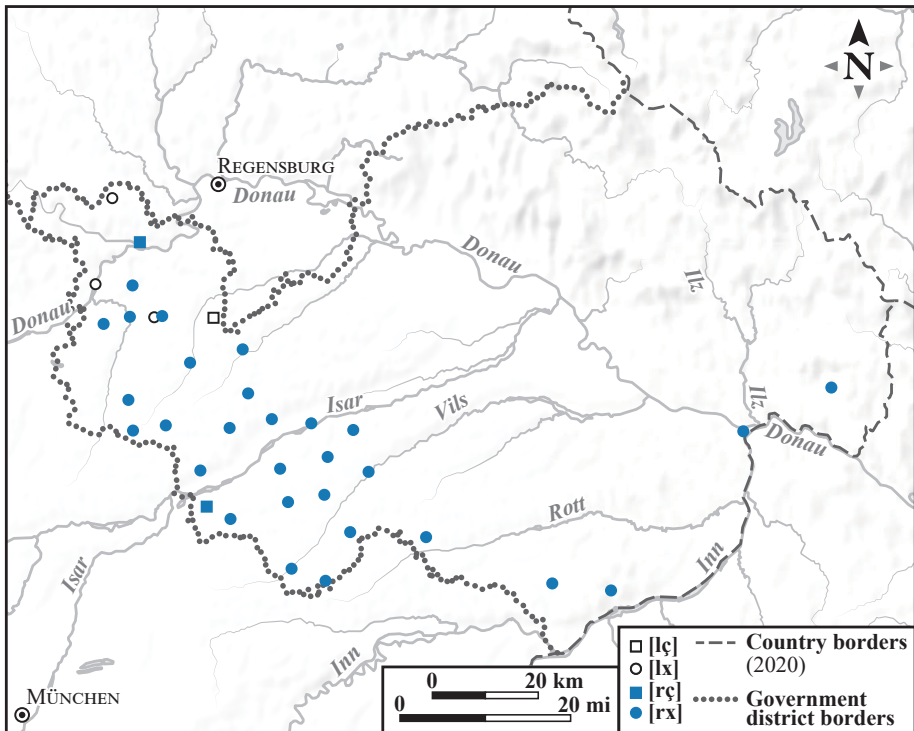 N
REGENSBURG
Donau
Donau
Ilz
Donau
Isar
Vils
Ilz
Donau
Rott
Isar
Inn
Inn
MÜNCHEN
0 20 km
0 20 mi
[lç]
[lx]
[rç]
[rx]
Country borders
(2020)
Government
district borders